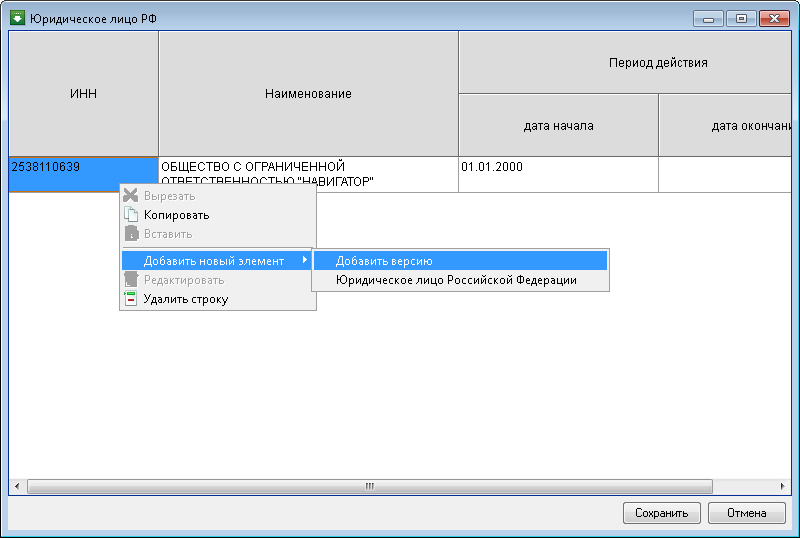 Юридическое лицо РФ
Период действия
ИНН
Наименование
дата начала
дата окончани
2538110639
ОБЩЕСТВО С ОГРАНИЧЕННОЙ
01.01.2000
ОТВЕТСТВЕННОСТЬЮ "НАВИГАТОР"
Вырезать
Копировать
Вставить
Добавить новый элемент
Добавить версию
Юридическое лицо Российской Федерации
Редактировать
Удалить строку
Сохранить
Отмена